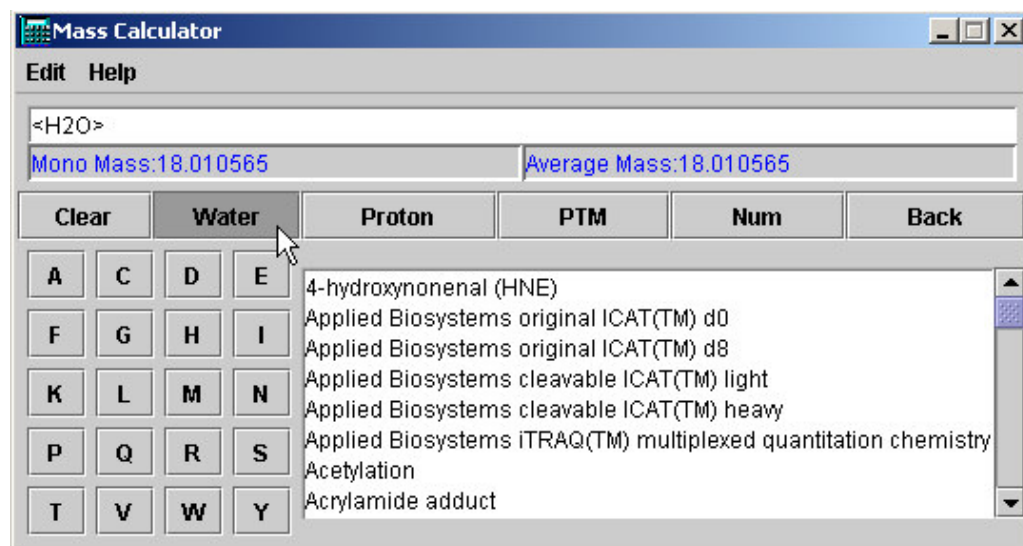 Mass Calculator
Edit Help
<H2O>
Mono Mass:18.010565 Average Mass:18.010565
Clear Water Proton PTM Num Back
A C D E
F G H I
K L M N
P Q R S
T V W Y
4-hydroxynonenal (HNE)
Applied Biosystems original ICAT(TM) d0
Applied Biosystems original ICAT(TM) d8
Applied Biosystems cleavable ICAT(TM) light
Applied Biosystems cleavable ICAT(TM) heavy
Applied Biosystems iTRAQ(TM) multiplexed quantitation chemistry
Acetylation
Acrylamide adduct